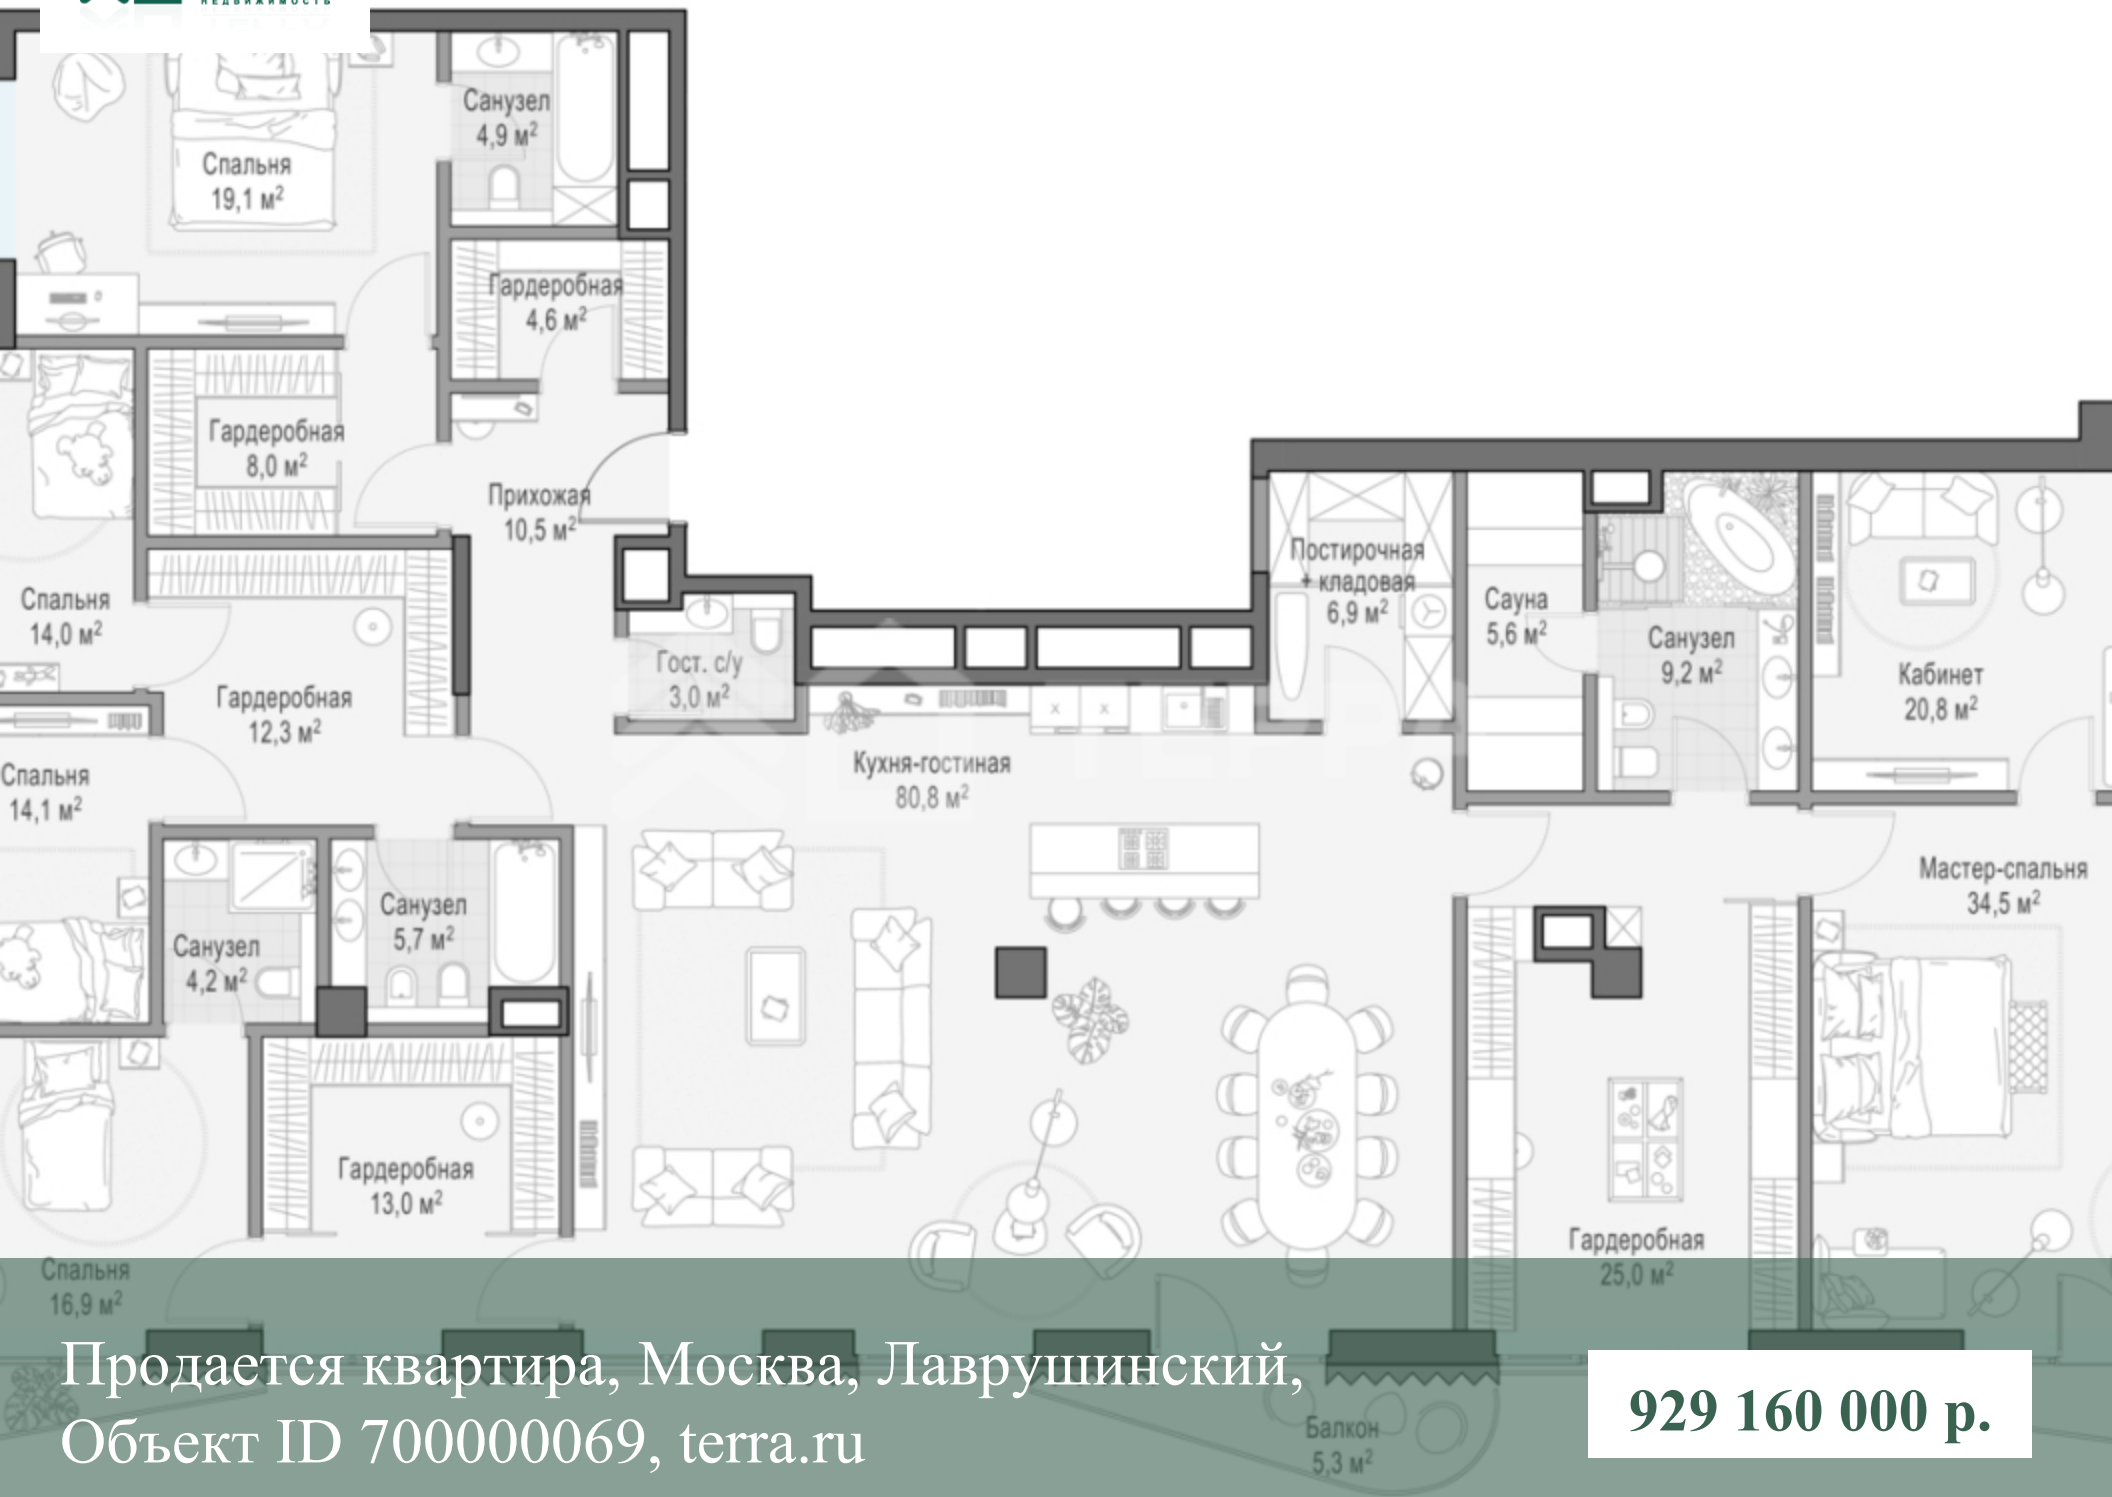 НЕДВИЖИМОСТЬ
Санузел
4,9 м²
Спальня
19,1 м²
Гардеробная
4,6 м²
Гардеробная
8,0 м²
Прихожая
10,5 м²
Постирочная
+ кладовая
6,9 м²
Сауна
5,6 м²
Санузел
9,2 м²
Кабинет
20,8 м²
Спальня
14,0 м²
Гост. с/у
3,0 м²
Гардеробная
12,3 м²
Кухня-гостиная
80,8 м²
Спальня
14,1 м²
Мастер-спальня
34,5 м²
Санузел
5,7 м²
Санузел
4,2 м²
Гардеробная
13,0 м²
Гардеробная
25,0 м²
Спальня
16,9 м²
Продается квартира, Москва, Лаврушинский,
Объект ID 700000069, terra.ru
929 160 000 р.
Балкон
5,3 м²